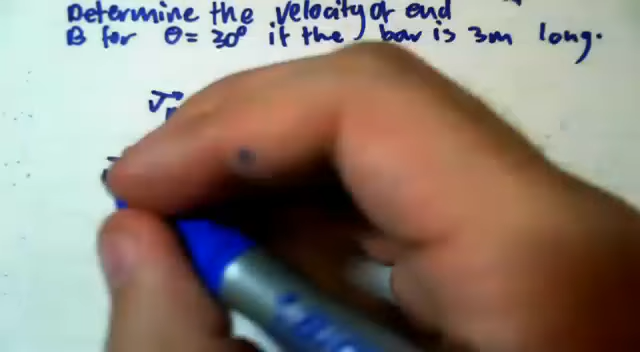 Determine the velocity of end
B for θ = 30° if the bar is 3m long.